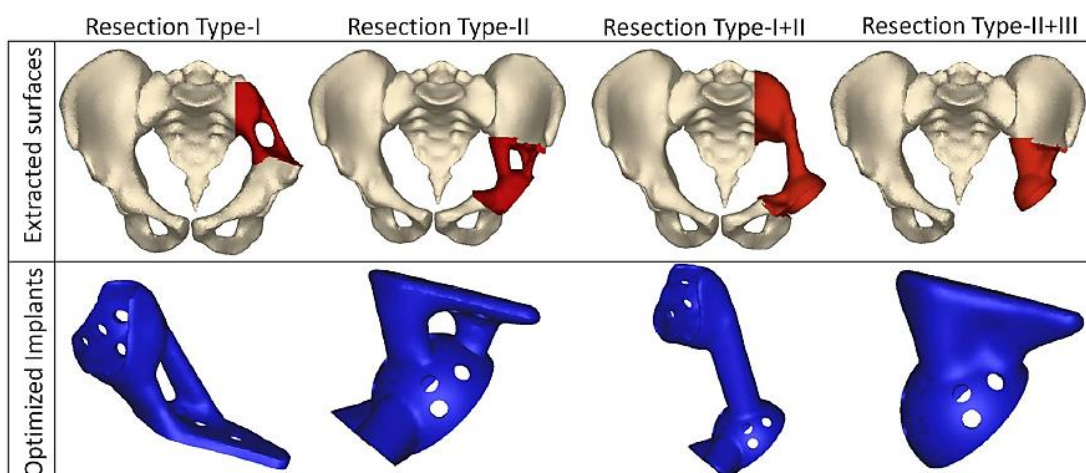 Resection Type-I
Resection Type-II
Resection Type-I+II
Resection Type-II+III
Extracted surfaces
Optimized Implants